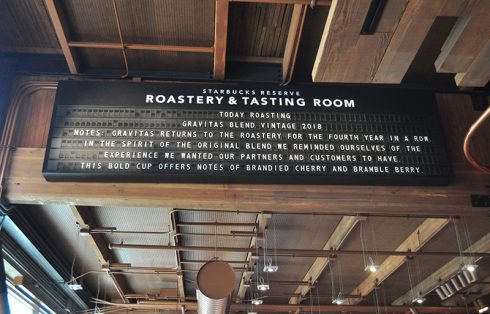 STARBUCKS RESERVE
ROASTERY & TASTING ROOM
TODAY ROASTING
GRAVITAS BLEND VINTAGE 2018
NOTES: GRAVITAS RETURNS TO THE ROASTERY FOR THE FOURTH YEAR IN A ROW
IN THE SPIRIT OF THE ORIGINAL BLEND WE REMINDED OURSELVES OF THE
EXPERIENCE WE WANTED OUR PARTNERS AND CUSTOMERS TO HAVE.
THIS BOLD CUP OFFERS NOTES OF BRANDIED CHERRY AND BRAMBLE BERRY.